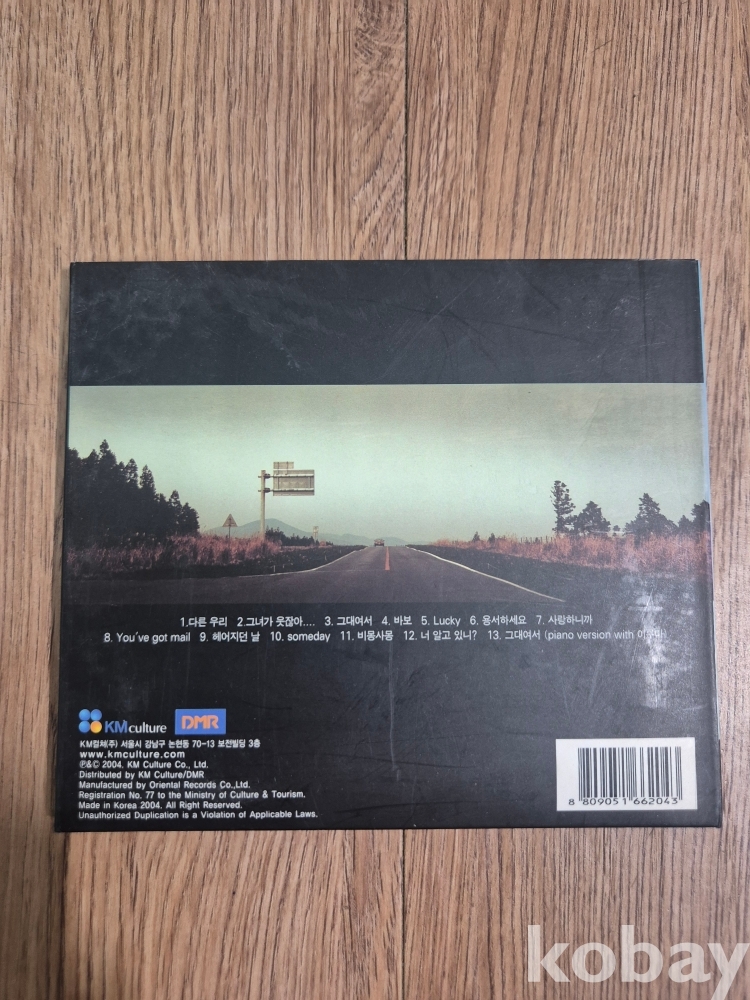 1.다른 우리 2.그녀가 웃잖아.... 3. 그대여서 4. 바보 5. Lucky 6. 용서하세요 7. 사랑하니까
8. You've got mail 9. 헤어지던 날 10. someday 11. 비몽사몽 12. 너 알고 있니? 13. 그대여서 (piano version with
KM culture DMR
KM컬쳐(주) 서울시 강남구 논현동 70-13 보전빌딩 3층
www.kmculture.com
℗&© 2004. KM Culture Co., Ltd.
Distributed by KM Culture/DMR
Manufactured by Oriental Records Co.,Ltd.
Registration No. 77 to the Ministry of Culture & Tourism.
Made in Korea 2004. All Right Reserved.
Unauthorized Duplication is a Violation of Applicable Laws.
8 809051 662043
kobay